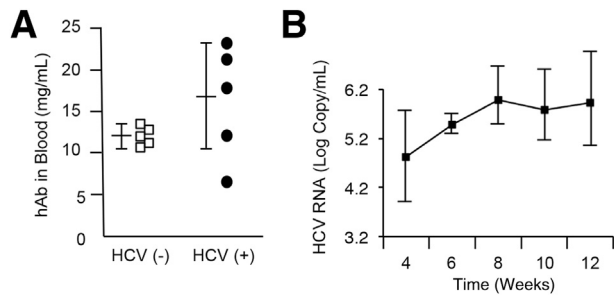 A
hAb in Blood (mg/mL)
25
20
15
10
5
0
HCV (-) HCV (+)
B
HCV RNA (Log Copy/mL)
6.2
5.2
4.2
3.2
4 6 8 10 12
Time (Weeks)